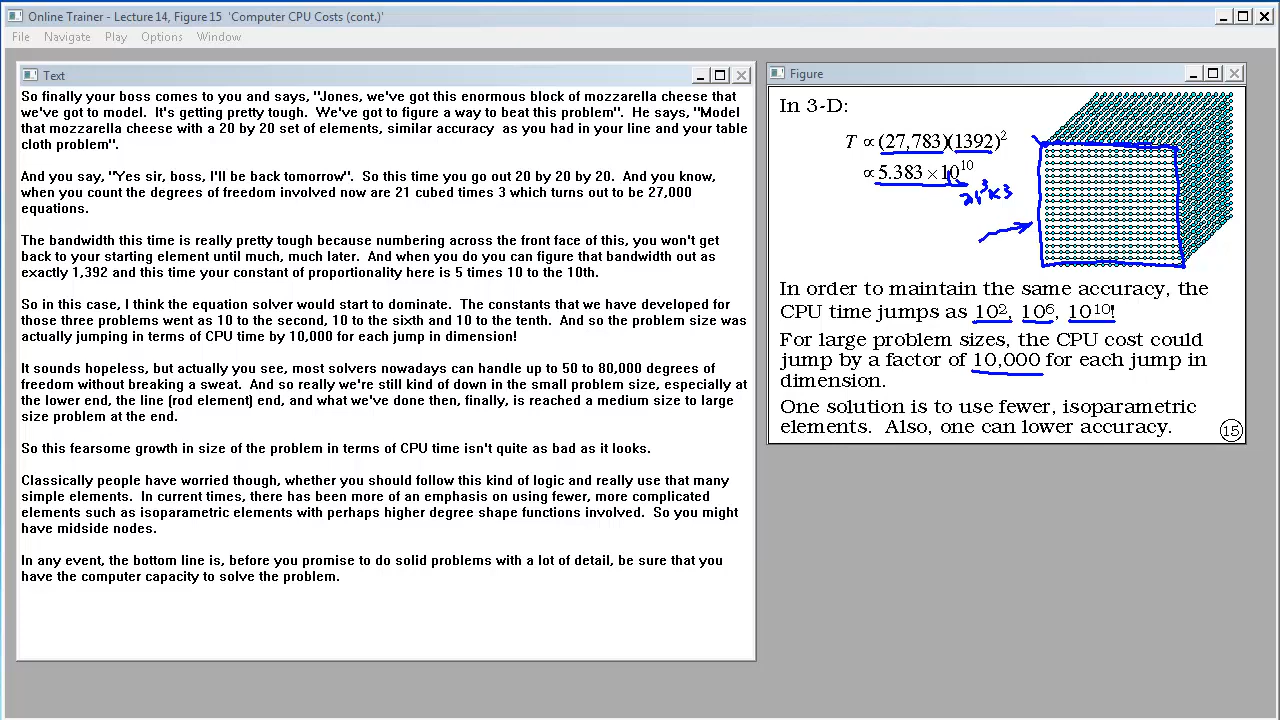 Online Trainer - Lecture 14, Figure 15 'Computer CPU Costs (cont.)'
File Navigate Play Options Window
Text
So finally your boss comes to you and says, "Jones, we've got this enormous block of mozzarella cheese that
we've got to model. It's getting pretty tough. We've got to figure a way to beat this problem". He says, "Model
that mozzarella cheese with a 20 by 20 set of elements, similar accuracy as you had in your line and your table
cloth problem".
And you say, "Yes sir, boss, I'll be back tomorrow". So this time you go out 20 by 20 by 20. And you know,
when you count the degrees of freedom involved now are 21 cubed times 3 which turns out to be 27,000
equations.
The bandwidth this time is really pretty tough because numbering across the front face of this, you won't get
back to your starting element until much, much later. And when you do you can figure that bandwidth out as
exactly 1,392 and this time your constant of proportionality here is 5 times 10 to the 10th.
So in this case, I think the equation solver would start to dominate. The constants that we have developed for
those three problems went as 10 to the second, 10 to the sixth and 10 to the tenth. And so the problem size was
actually jumping in terms of CPU time by 10,000 for each jump in dimension!
It sounds hopeless, but actually you see, most solvers nowadays can handle up to 50 to 80,000 degrees of
freedom without breaking a sweat. And so really we're still kind of down in the small problem size, especially at
the lower end, the line (rod element) end, and what we've done then, finally, is reached a medium size to large
size problem at the end.
So this fearsome growth in size of the problem in terms of CPU time isn't quite as bad as it looks.
Classically people have worried though, whether you should follow this kind of logic and really use that many
simple elements. In current times, there has been more of an emphasis on using fewer, more complicated
elements such as isoparametric elements with perhaps higher degree shape functions involved. So you might
have midside nodes.
In any event, the bottom line is, before you promise to do solid problems with a lot of detail, be sure that you
have the computer capacity to solve the problem.
Figure
In 3-D:
T ∝ (27,783)(1392)²
∝ 5.383 × 10¹⁰
21³×3
In order to maintain the same accuracy, the
CPU time jumps as 10², 10⁶, 10¹⁰!
For large problem sizes, the CPU cost could
jump by a factor of 10,000 for each jump in
dimension.
One solution is to use fewer, isoparametric
elements. Also, one can lower accuracy.
15